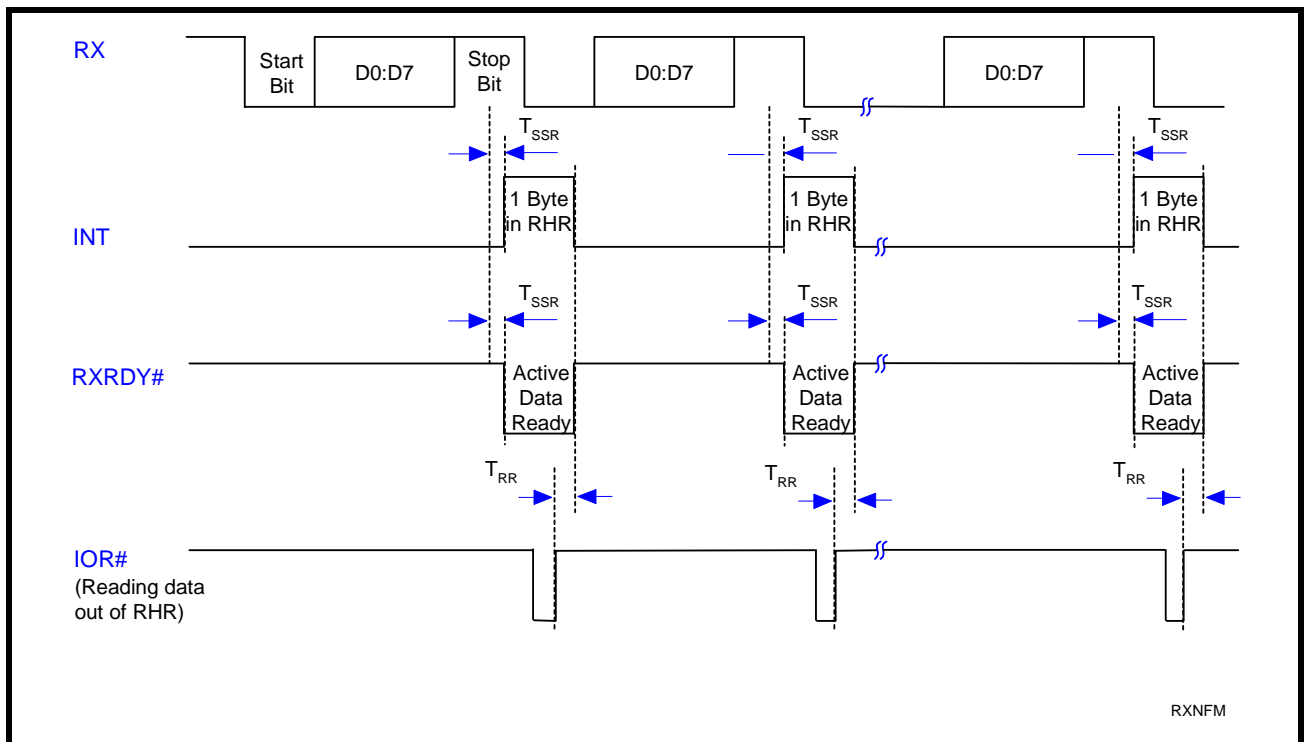 RX
Start
Bit
D0:D7
Stop
Bit
D0:D7
D0:D7
TSSR
TSSR
TSSR
INT
1 Byte
in RHR
1 Byte
in RHR
1 Byte
in RHR
TSSR
TSSR
TSSR
RXRDY#
Active
Data
Ready
Active
Data
Ready
Active
Data
Ready
TRR
TRR
TRR
IOR#
(Reading data
out of RHR)
RXNFM